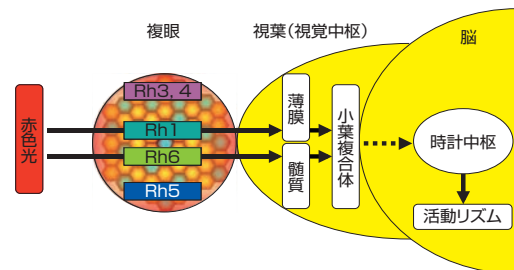 複眼
視葉(視覚中枢)
脳
赤色光
Rh3, 4
Rh1
Rh6
Rh5
薄膜
髄質
小葉複合体
時計中枢
活動リズム